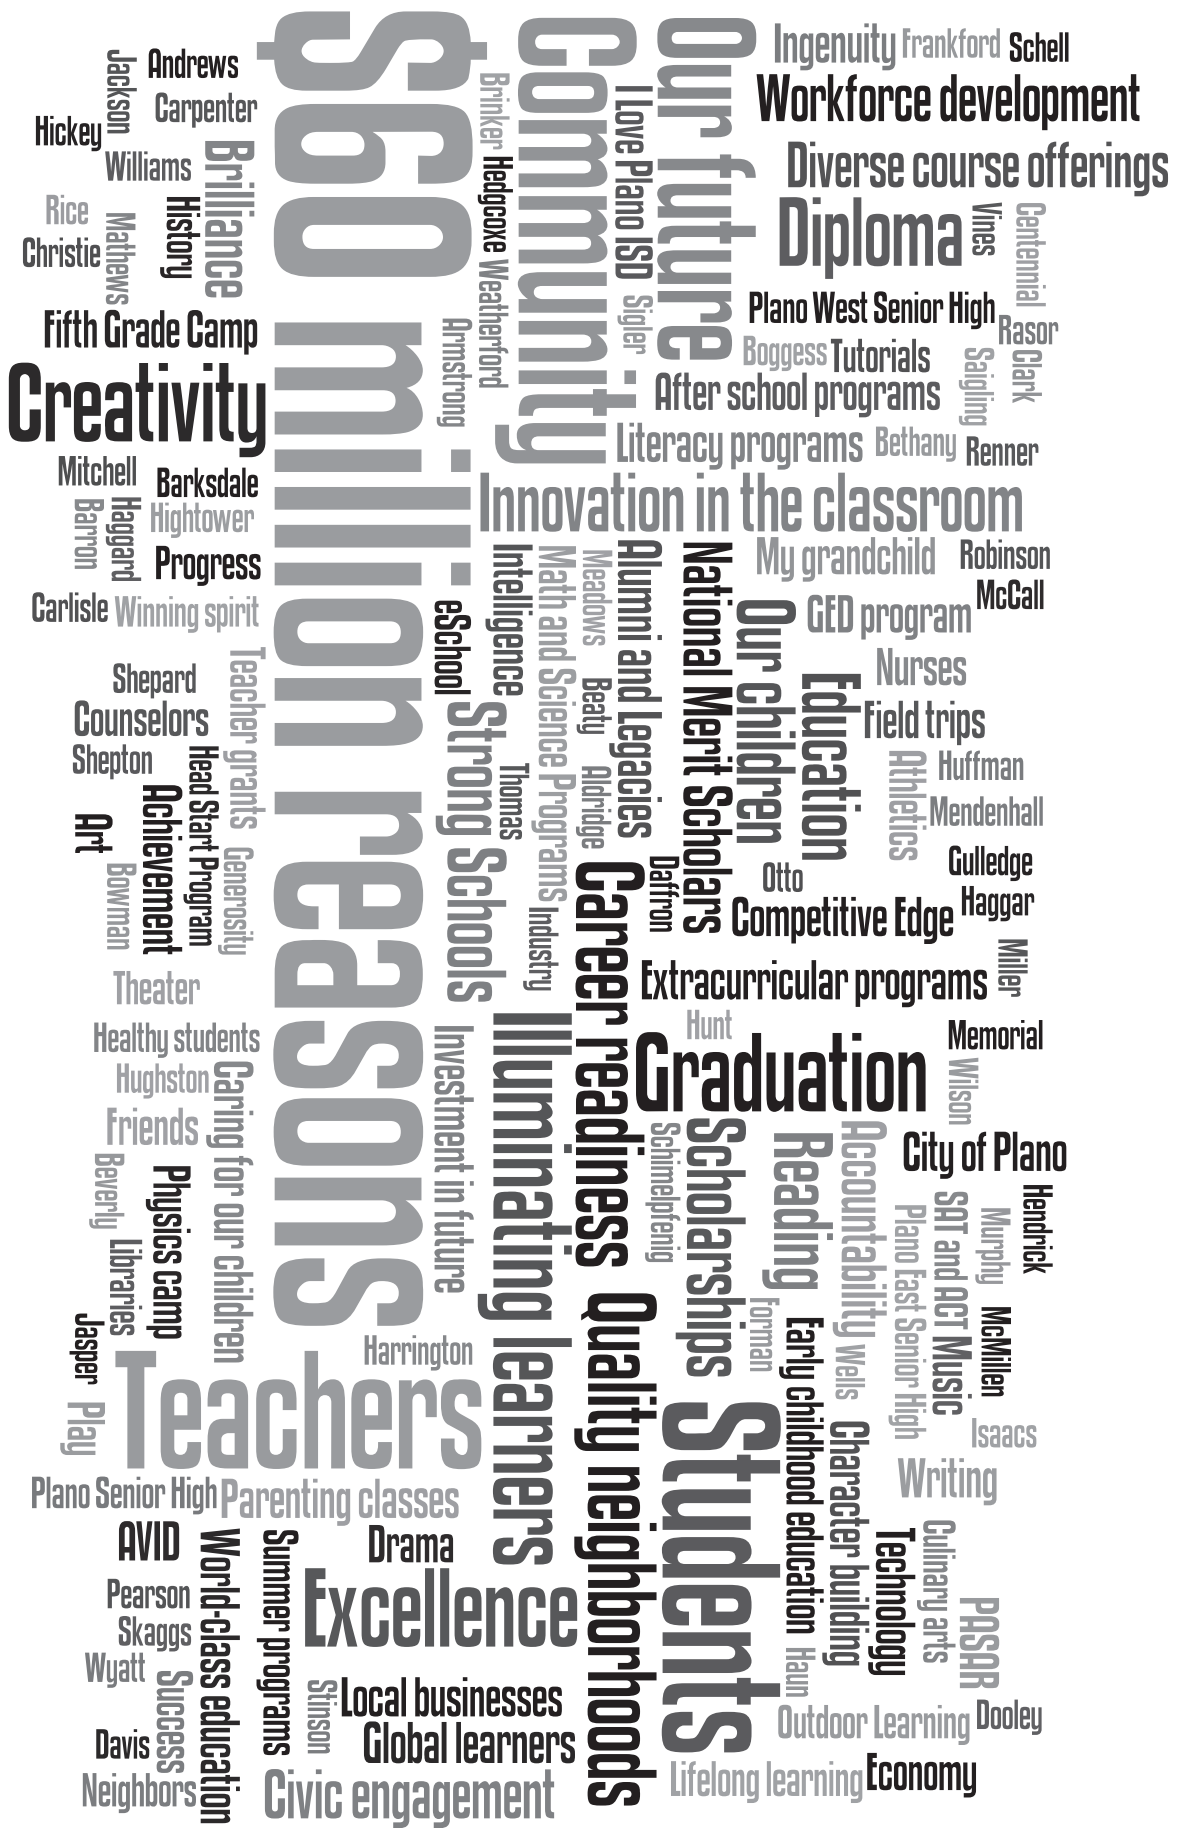 $60 million reasons
Community
Our future
Ingenuity
Frankford
Schell
Workforce development
Diverse course offerings
Diploma
Vines
Centennial
Plano West Senior High
Rasor
Boggess
Tutorials
Saigling
Clark
After school programs
Literacy programs
Bethany
Renner
Innovation in the classroom
Jackson
Andrews
Carpenter
Hickey
Williams
Brilliance
Rice
Christie
Mathews
History
Fifth Grade Camp
Creativity
Brinker
Hedgcoxe
Weatherford
Armstrong
I Love Plano ISD
Sigler
Mitchell
Barksdale
Barron
Haggard
Hightower
Progress
Carlisle
Winning spirit
Shepard
Counselors
Shepton
Teacher grants
Head Start Program
Achievement
Art
Bowman
Generosity
Theater
Healthy students
Hughston
Friends
Caring for our children
Beverly
Physics camp
Libraries
Jasper
eSchool
Intelligence
Math and Science Programs
Meadows
Alumni and Legacies
National Merit Scholars
My grandchild
Robinson
McCall
GED program
Our children
Nurses
Education
Field trips
Beaty
Strong Schools
Thomas
Aldridge
Athletics
Huffman
Mendenhall
Gulledge
Otto
Haggar
Daffron
Competitive Edge
Career readiness
Industry
Extracurricular programs
Miller
Hunt
Memorial
Graduation
Wilson
Investment in future
Illuminating learners
Schimelpfenig
Scholarships
Reading
Accountability
City of Plano
Hendrick
SAT and ACT
Murphy
Plano East Senior High
Music
McMillen
Forman
Early childhood education
Wells
Isaacs
Harrington
Teachers
Play
Plano Senior High
Parenting classes
Quality neighborhoods
Students
Character building
Writing
Technology
Culinary arts
PASAR
AVID
World-class education
Summer programs
Drama
Excellence
Pearson
Skaggs
Wyatt
Success
Stinson
Local businesses
Global learners
Davis
Neighbors
Civic engagement
Haun
Outdoor Learning
Dooley
Lifelong learning
Economy